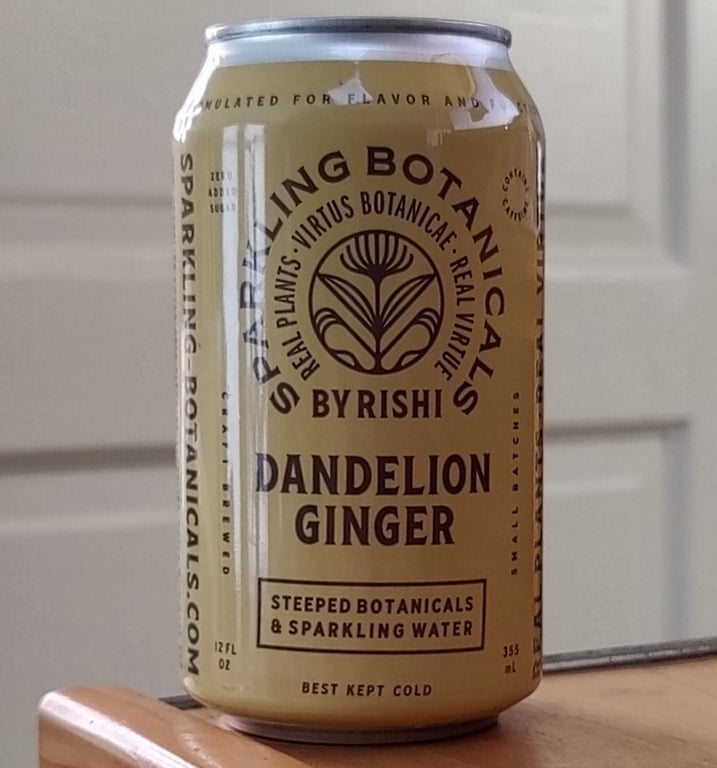 FOR FLAVOR AND
ZERO
ADDED
SUGAR
CONTAINS
CAFFEINE
SPARKLING BOTANICALS
REAL PLANTS · VIRTUS BOTANICAE · REAL VIRTUE
BY RISHI
DANDELION
GINGER
STEEPED BOTANICALS
& SPARKLING WATER
12 FL
OZ
355
mL
BEST KEPT COLD
CRAFT BREWED
SMALL BATCHES
SPARKLING-BOTANICALS.COM
REAL PLANTS-REAL